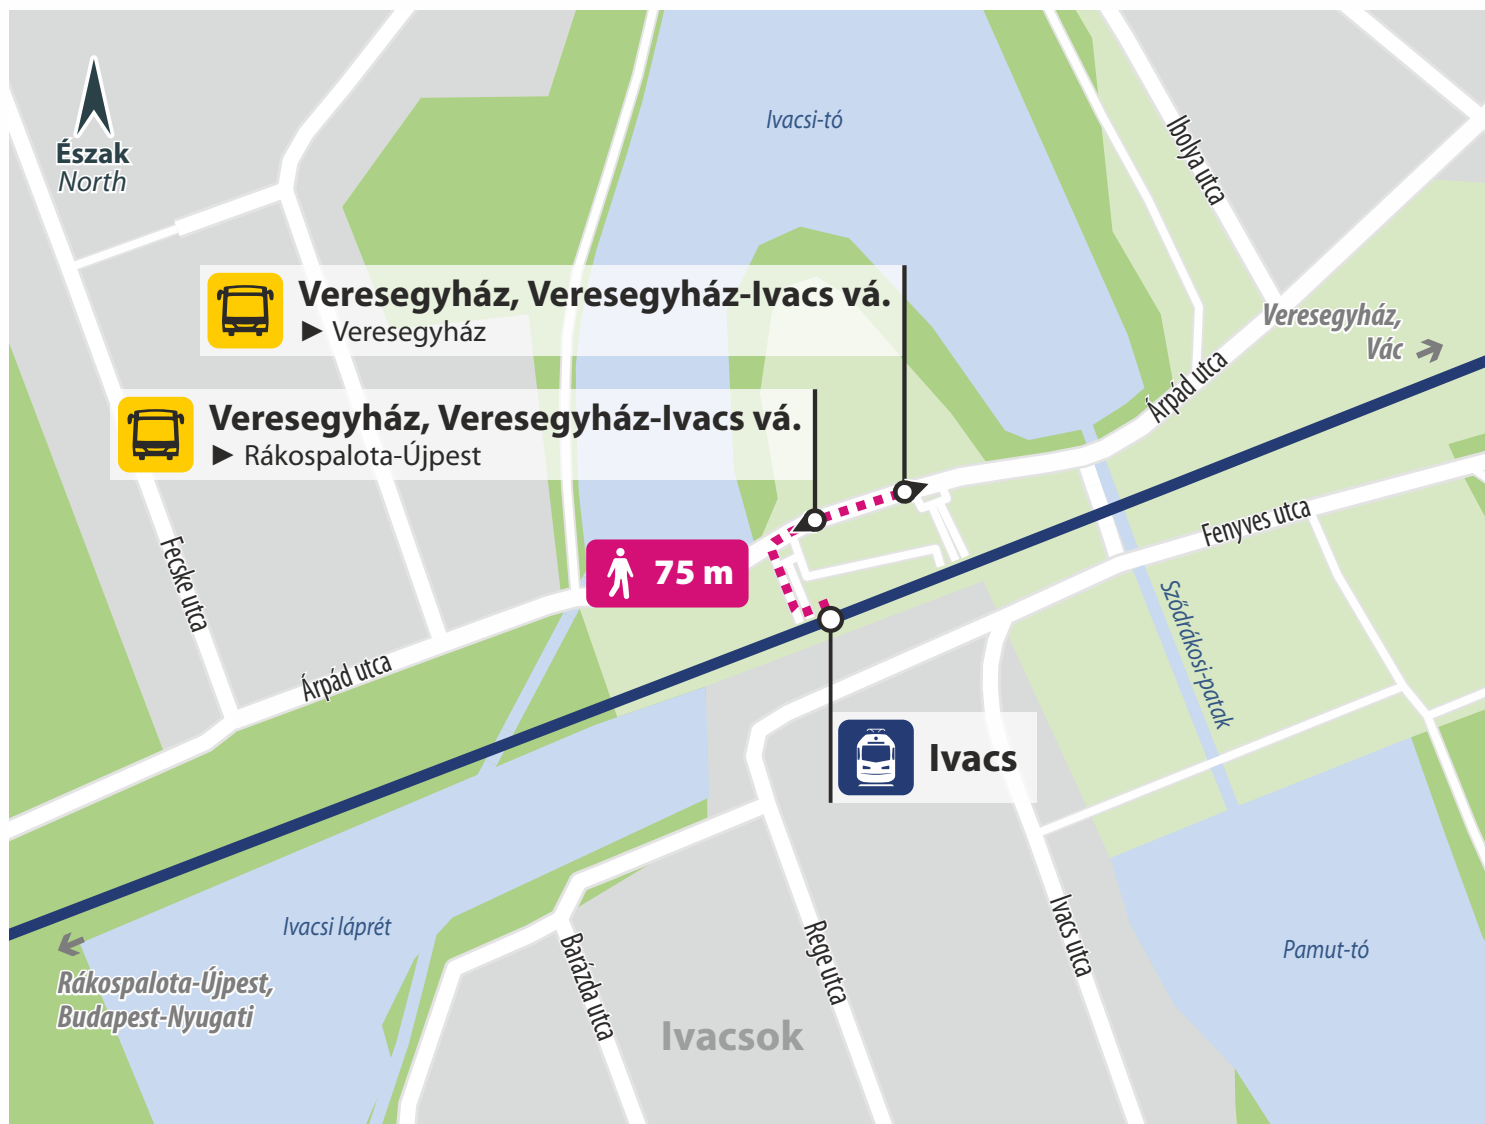 Észak
North
Ivacsi-tó
Ibolya utca
Veresegyház, Veresegyház-Ivacs vá.
► Veresegyház
Veresegyház,
Vác
Árpád utca
Veresegyház, Veresegyház-Ivacs vá.
► Rákospalota-Újpest
Fenyves utca
Fecske utca
75 m
Sződrákosi-patak
Árpád utca
Ivacs
Ivacsi láprét
Ivacs utca
Rege utca
Barázda utca
Pamut-tó
Rákospalota-Újpest,
Budapest-Nyugati
Ivacsok